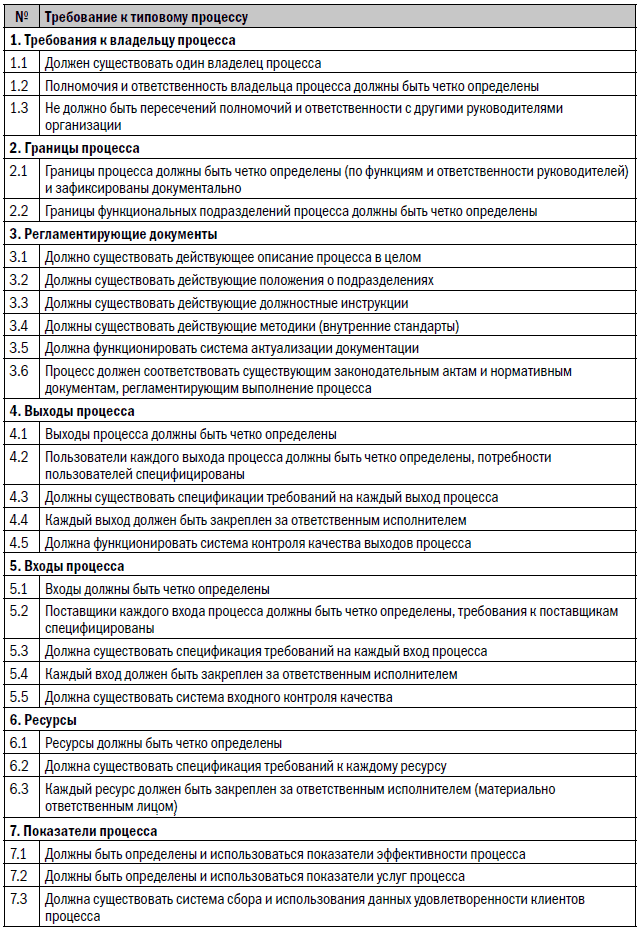 № Требование к типовому процессу
1. Требования к владельцу процесса
1.1 Должен существовать один владелец процесса
1.2 Полномочия и ответственность владельца процесса должны быть четко определены
1.3 Не должно быть пересечений полномочий и ответственности с другими руководителями
организации
2. Границы процесса
2.1 Границы процесса должны быть четко определены (по функциям и ответственности руководителей)
и зафиксированы документально
2.2 Границы функциональных подразделений процесса должны быть четко определены
3. Регламентирующие документы
3.1 Должно существовать действующее описание процесса в целом
3.2 Должны существовать действующие положения о подразделениях
3.3 Должны существовать действующие должностные инструкции
3.4 Должны существовать действующие методики (внутренние стандарты)
3.5 Должна функционировать система актуализации документации
3.6 Процесс должен соответствовать существующим законодательным актам и нормативным
документам, регламентирующим выполнение процесса
4. Выходы процесса
4.1 Выходы процесса должны быть четко определены
4.2 Пользователи каждого выхода процесса должны быть четко определены, потребности
пользователей специфицированы
4.3 Должны существовать спецификации требований на каждый выход процесса
4.4 Каждый выход должен быть закреплен за ответственным исполнителем
4.5 Должна функционировать система контроля качества выходов процесса
5. Входы процесса
5.1 Входы должны быть четко определены
5.2 Поставщики каждого входа процесса должны быть четко определены, требования к поставщикам
специфицированы
5.3 Должна существовать спецификация требований на каждый вход процесса
5.4 Каждый вход должен быть закреплен за ответственным исполнителем
5.5 Должна существовать система входного контроля качества
6. Ресурсы
6.1 Ресурсы должны быть четко определены
6.2 Должна существовать спецификация требований к каждому ресурсу
6.3 Каждый ресурс должен быть закреплен за ответственным исполнителем (материально
ответственным лицом)
7. Показатели процесса
7.1 Должны быть определены и использоваться показатели эффективности процесса
7.2 Должны быть определены и использоваться показатели услуг процесса
7.3 Должна существовать система сбора и использования данных удовлетворенности клиентов
процесса